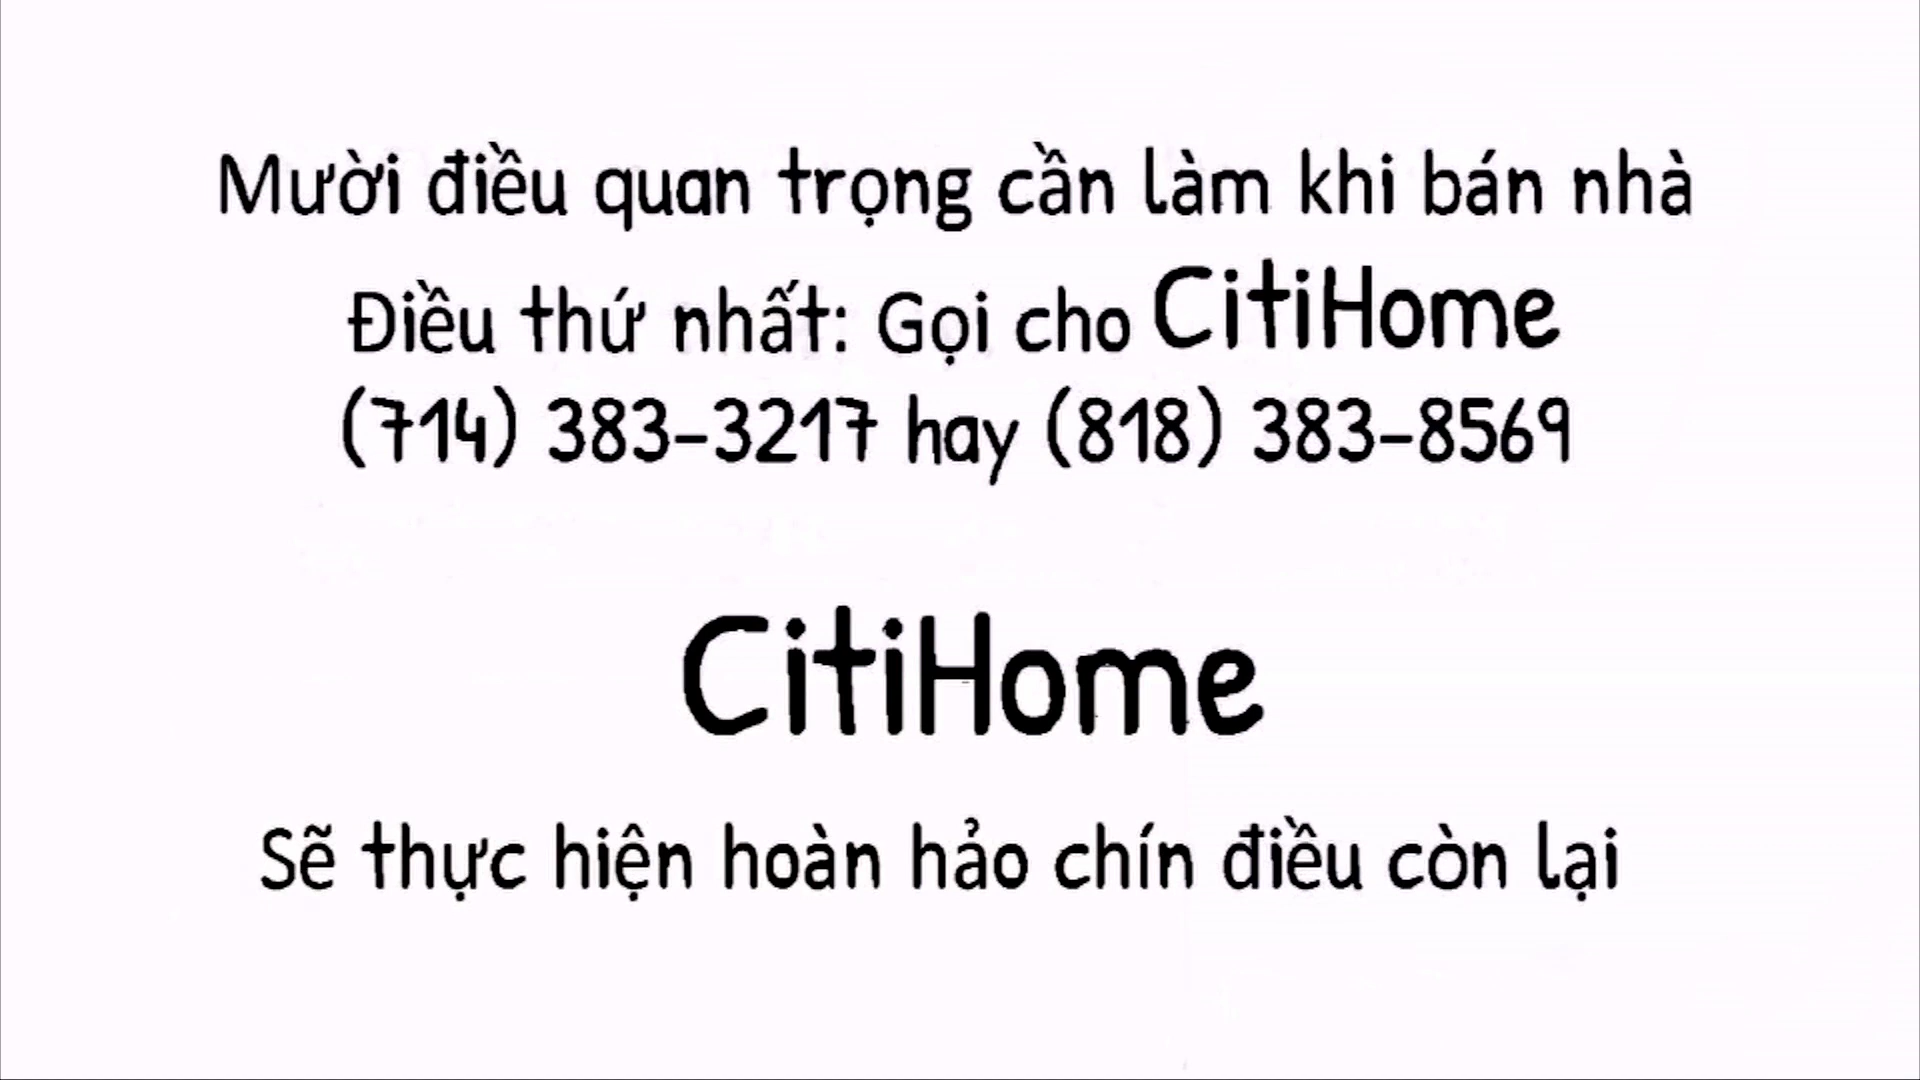 Mười điều quan trọng cần làm khi bán nhà
Điều thứ nhất: Gọi cho CitiHome
(714) 383-3217 hay (818) 383-8569
CitiHome
Sẽ thực hiện hoàn hảo chín điều còn lại